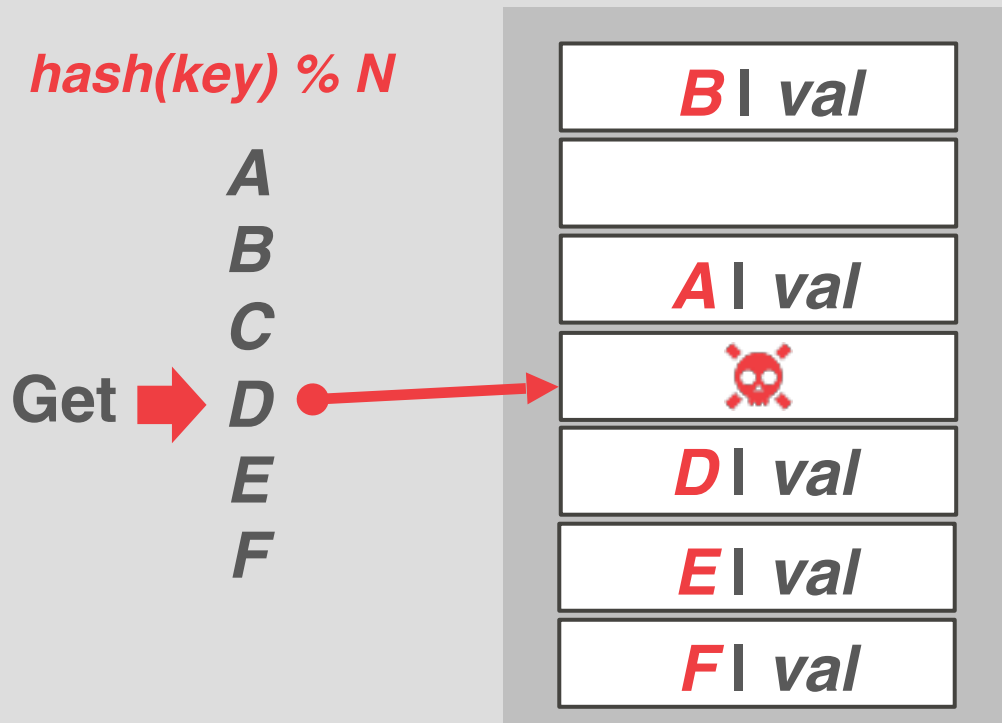 hash(key) % N
A
B
C
Get D
E
F
B | val
A | val
D | val
E | val
F | val